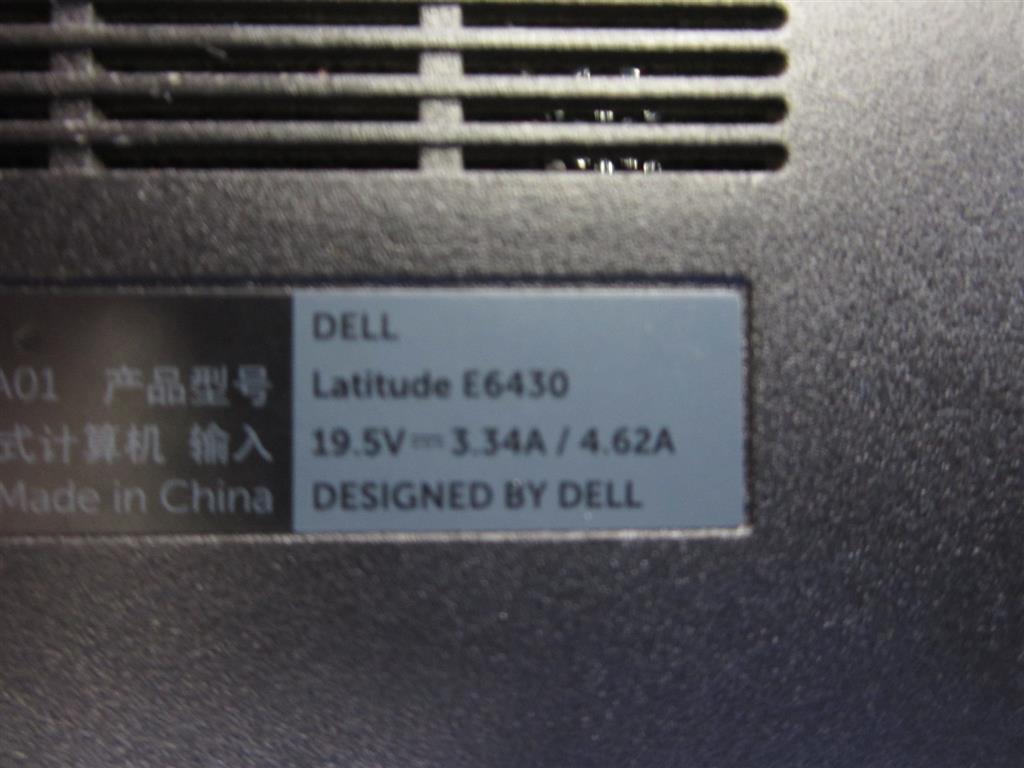 DELL
A01 产品型号 Latitude E6430
式计算机 输入 19.5V⎓3.34A / 4.62A
Made in China DESIGNED BY DELL